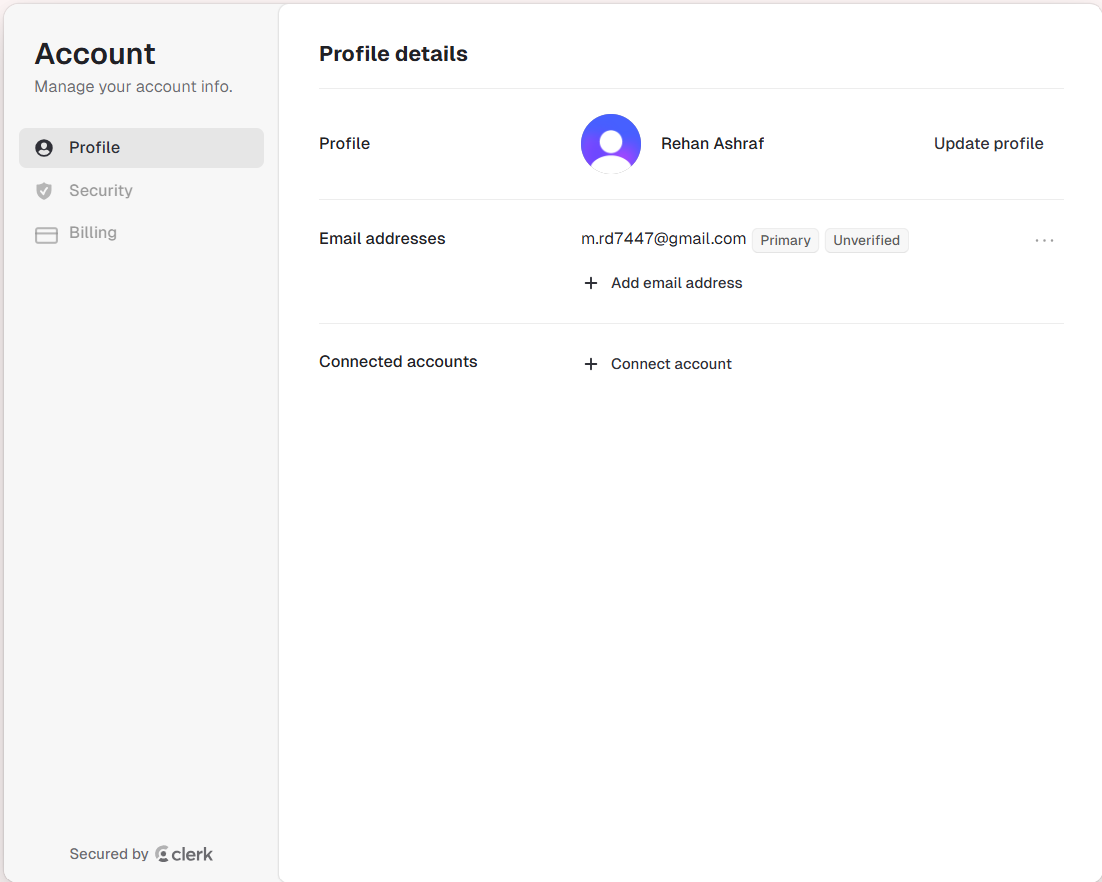 Account
Manage your account info.
Profile
Security
Billing
Secured by clerk
Profile details
Profile
Rehan Ashraf
Update profile
Email addresses
m.rd7447@gmail.com Primary Unverified
Add email address
Connected accounts
Connect account